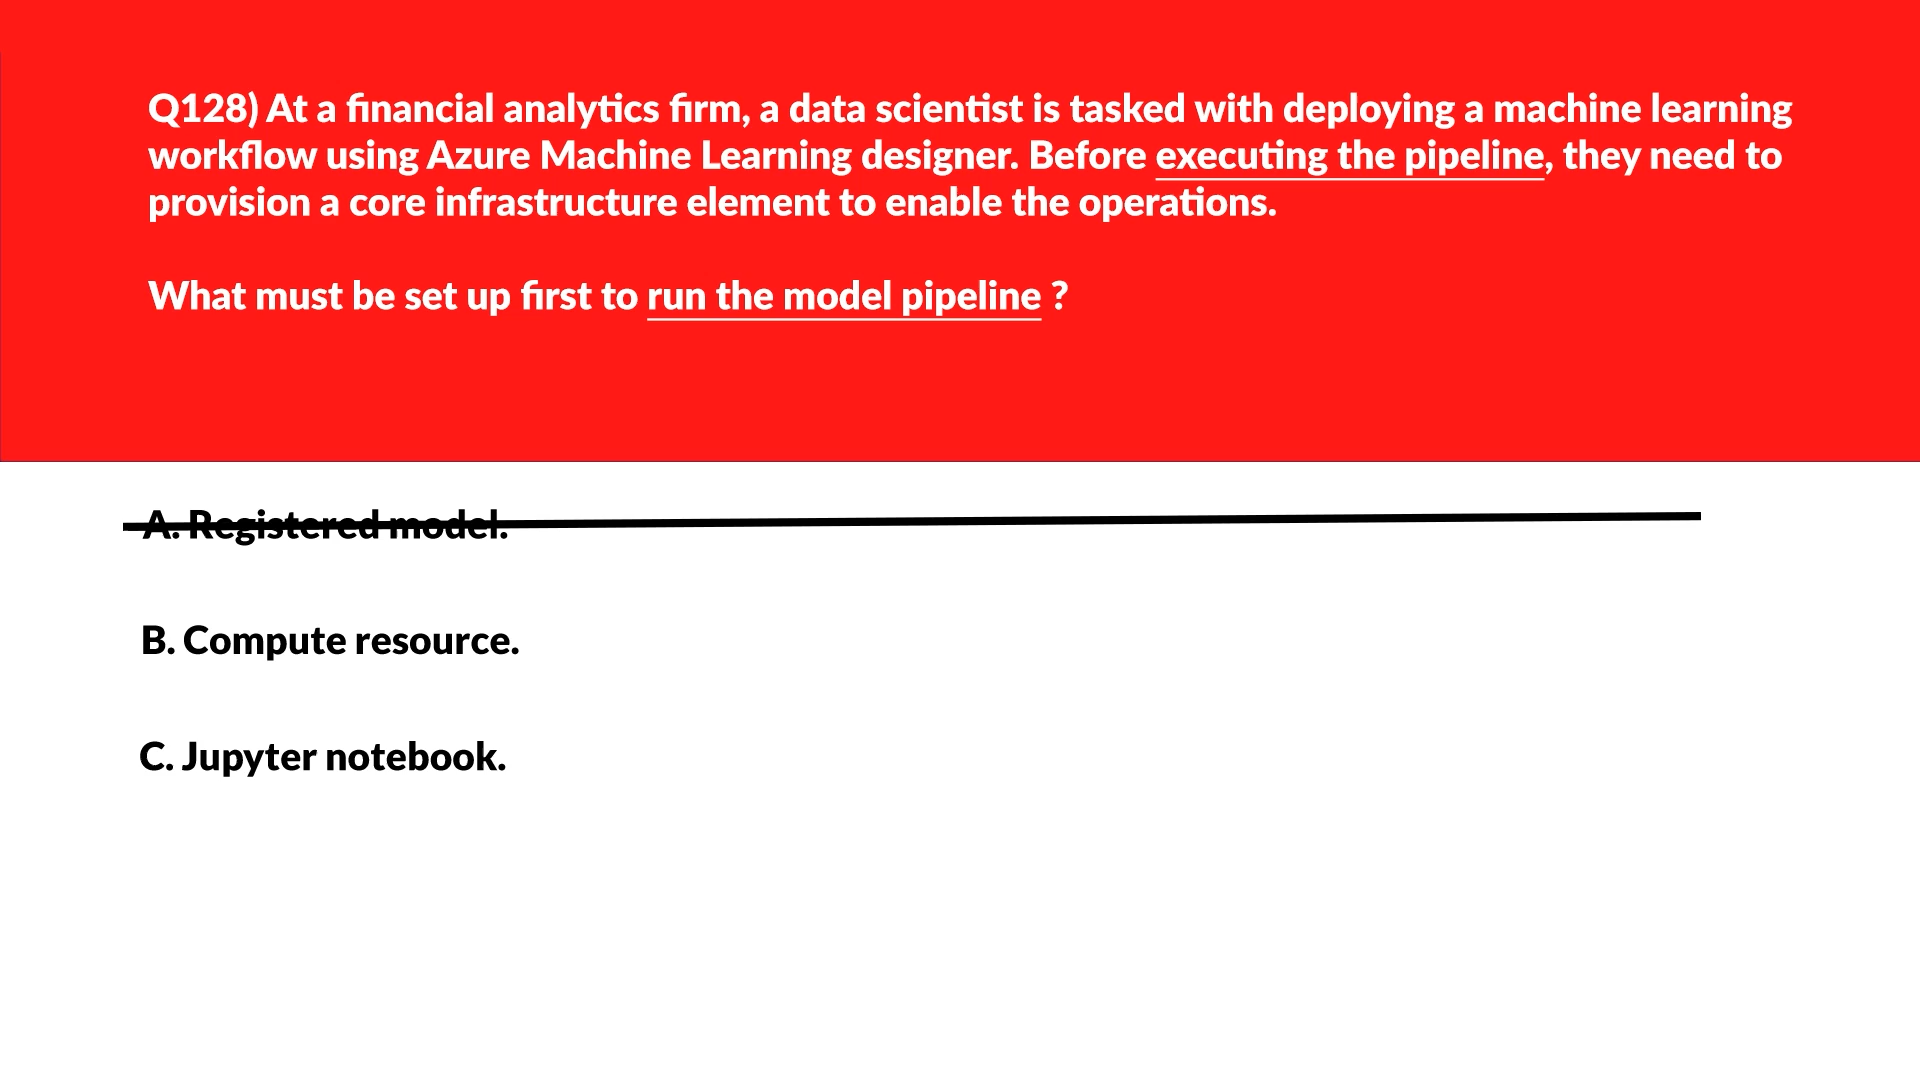 Q128) At a financial analytics firm, a data scientist is tasked with deploying a machine learning
workflow using Azure Machine Learning designer. Before executing the pipeline, they need to
provision a core infrastructure element to enable the operations.
What must be set up first to run the model pipeline ?
A. Registered model.
B. Compute resource.
C. Jupyter notebook.